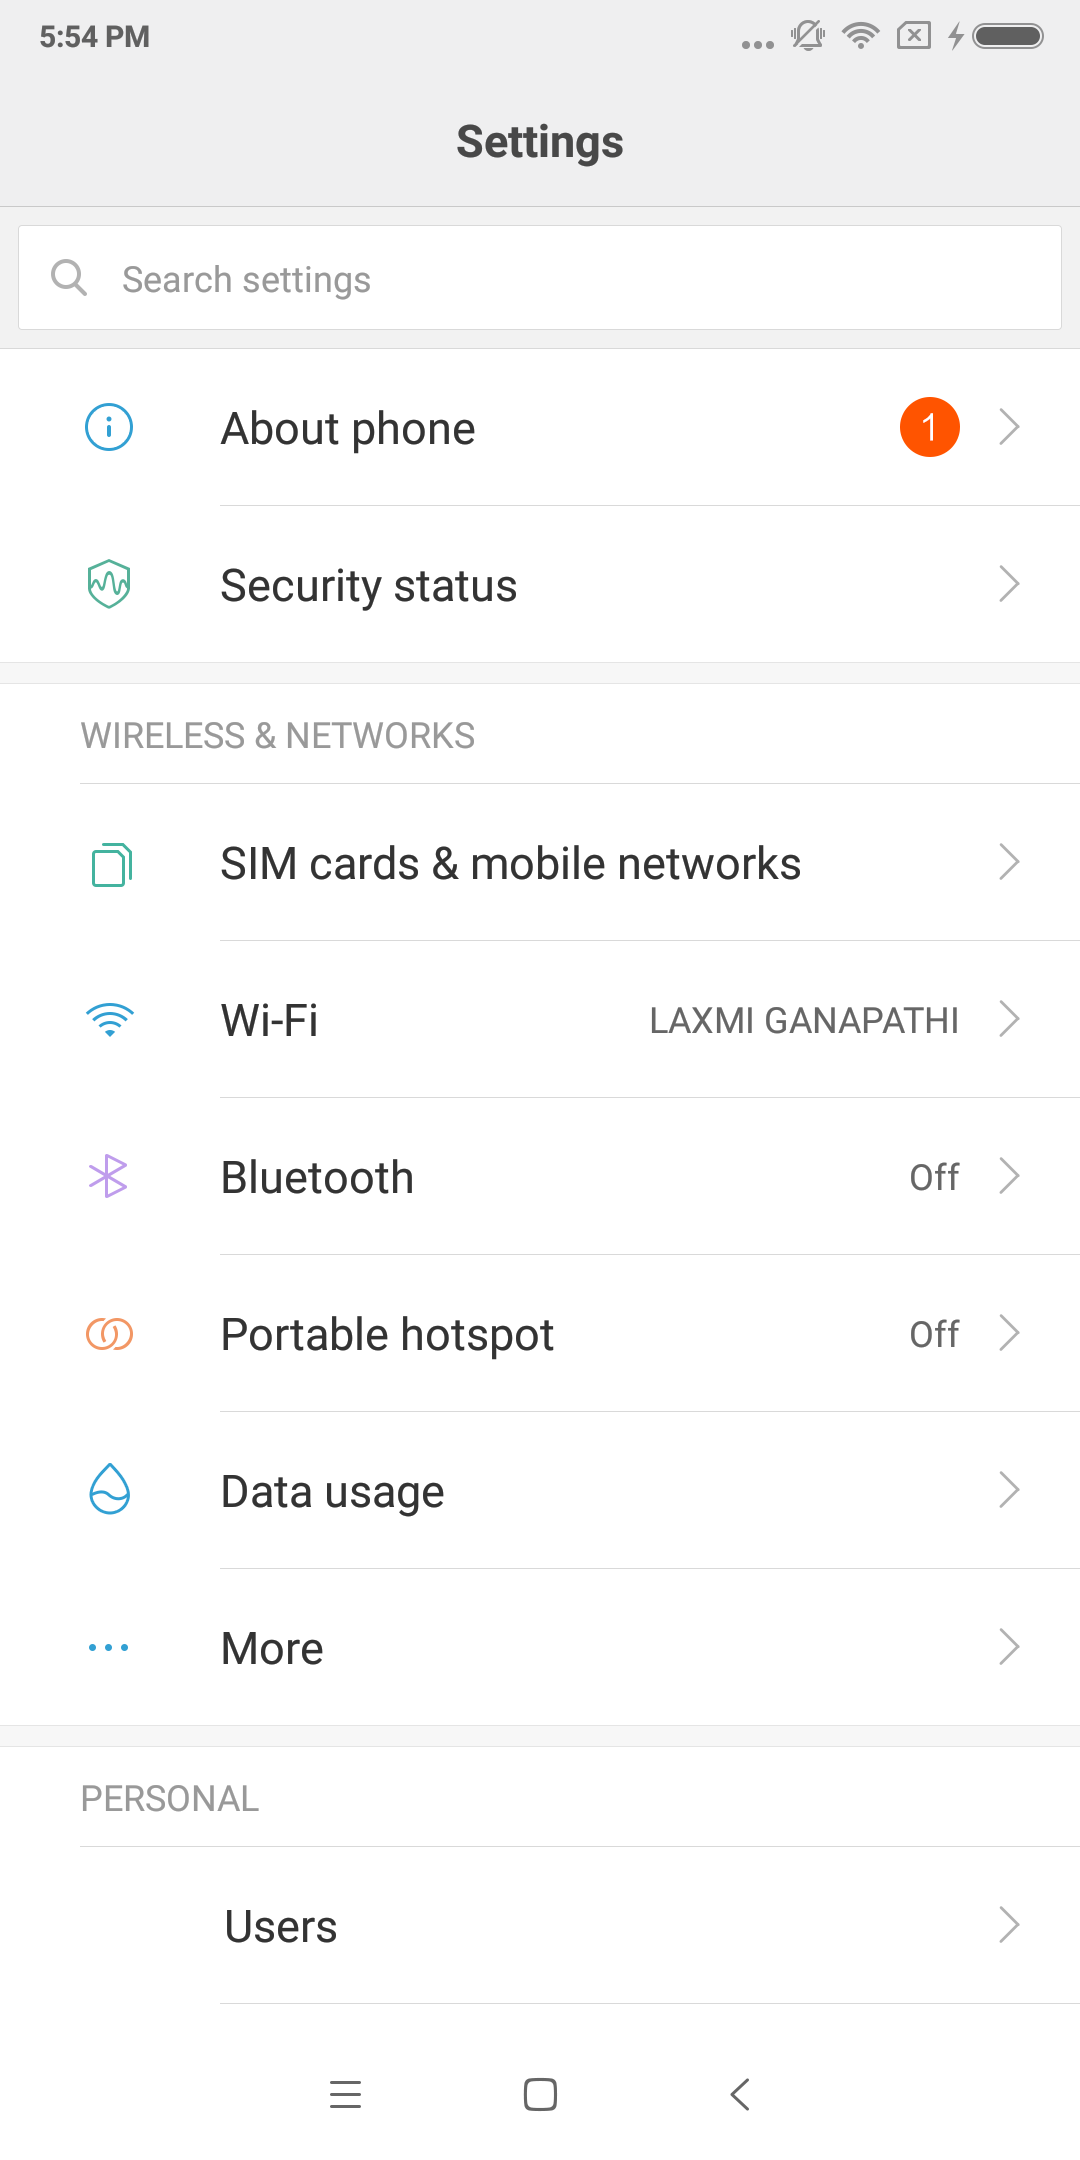 5:54 PM
Settings
Search settings
About phone 1
Security status
WIRELESS & NETWORKS
SIM cards & mobile networks
Wi-Fi LAXMI GANAPATHI
Bluetooth Off
Portable hotspot Off
Data usage
More
PERSONAL
Users